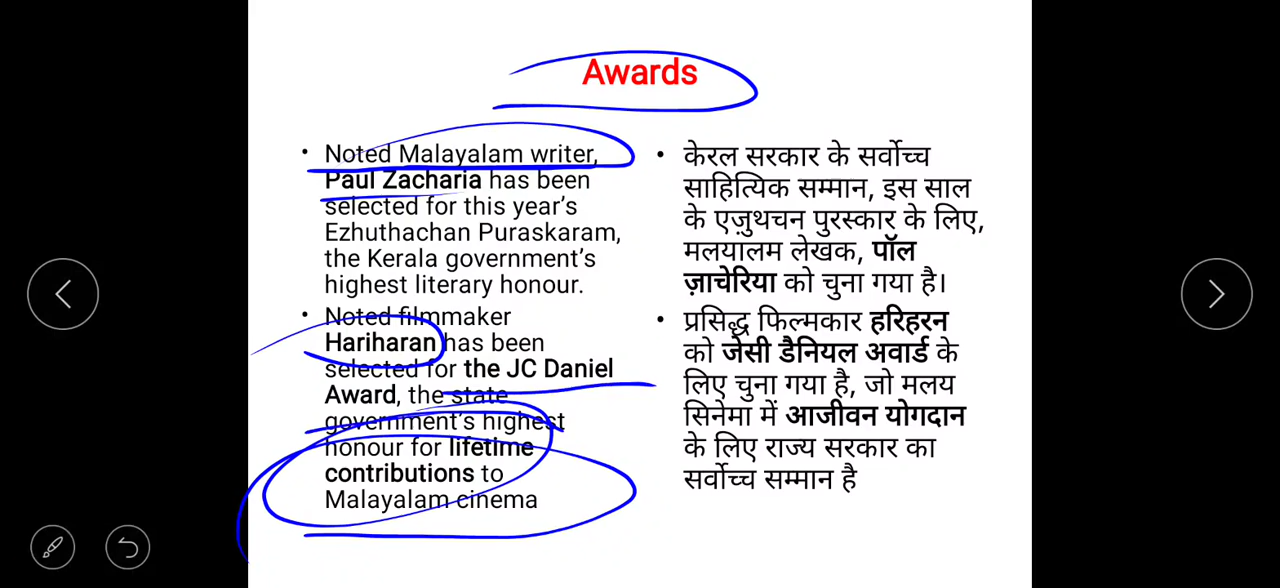 Awards
• Noted Malayalam writer,
Paul Zacharia has been
selected for this year's
Ezhuthachan Puraskaram,
the Kerala government's
highest literary honour.
• Noted filmmaker
Hariharan has been
selected for the JC Daniel
Award, the state
government's highest
honour for lifetime
contributions to
Malayalam cinema
• केरल सरकार के सर्वोच्च
साहित्यिक सम्मान, इस साल
के एज़ुथचन पुरस्कार के लिए,
मलयालम लेखक, पॉल
ज़ाचेरिया को चुना गया है।
• प्रसिद्ध फिल्मकार हरिहरन
को जेसी डैनियल अवार्ड के
लिए चुना गया है, जो मलय
सिनेमा में आजीवन योगदान
के लिए राज्य सरकार का
सर्वोच्च सम्मान है